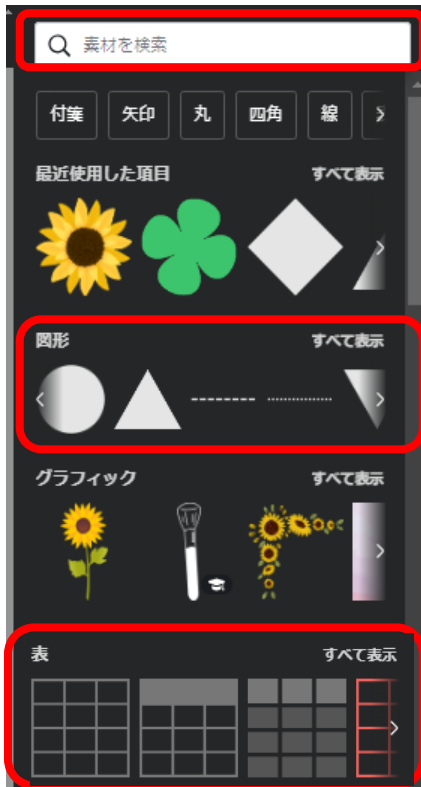 素材を検索
付箋 矢印 丸 四角 線
最近使用した項目 すべて表示
図形 すべて表示
グラフィック すべて表示
表 すべて表示